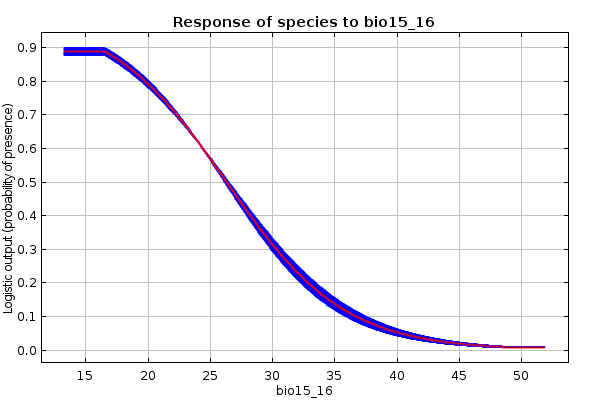 Response of species to bio15_16
Logistic output (probability of presence)
0.9
0.8
0.7
0.6
0.5
0.4
0.3
0.2
0.1
0.0
15 20 25 30 35 40 45 50
bio15_16